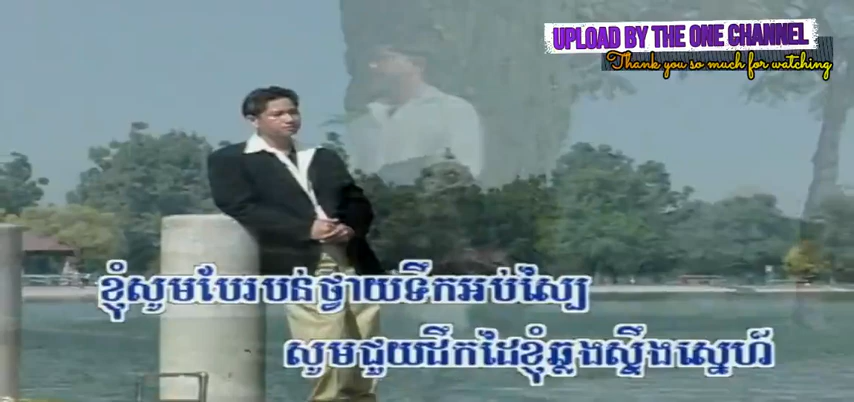 UPLOAD BY THE ONE CHANNEL
Thank you so much for watching
ខ្ញុំសូមបែរបន់ថ្វាយទឹកអប់ស្បៃ
សូមជួយដឹកដៃខ្ញុំឆ្លងស្ទឹងស្នេហ៍